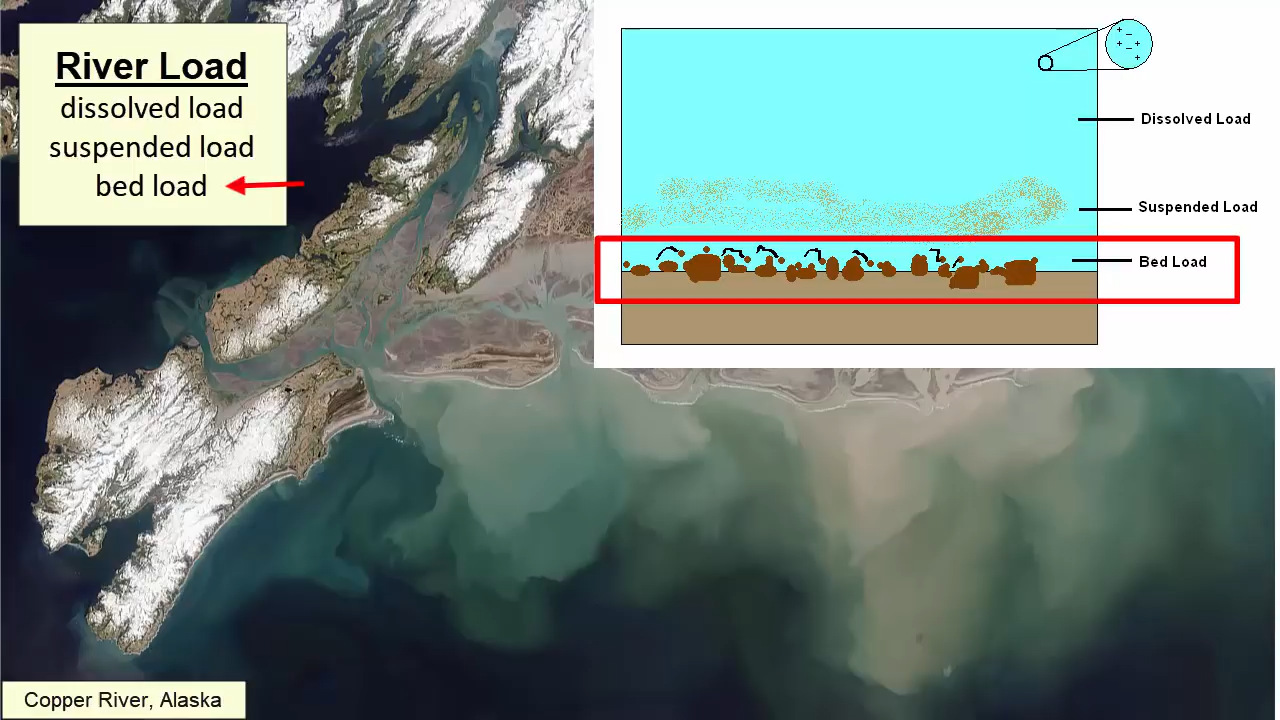 River Load
dissolved load
suspended load
bed load
Dissolved Load
Suspended Load
Bed Load
Copper River, Alaska